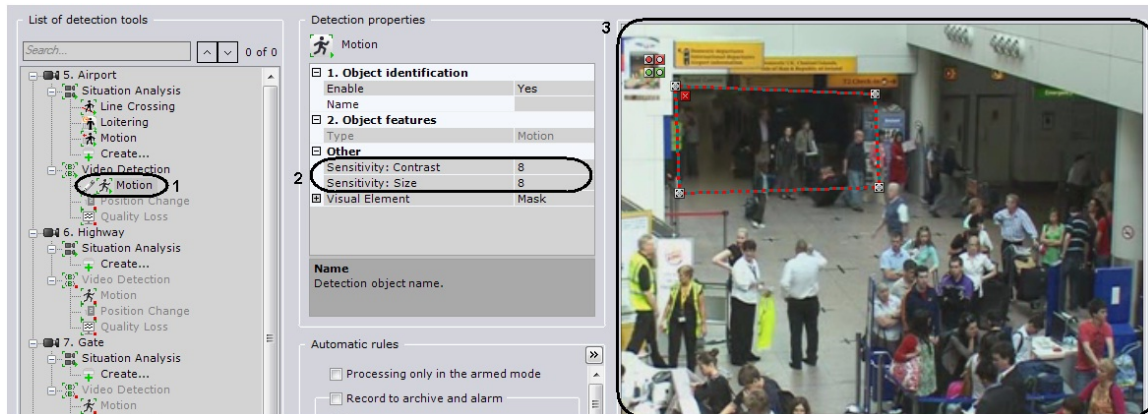 List of detection tools
Search...
0 of 0
5. Airport
Situation Analysis
Line Crossing
Loitering
Motion
Create...
Video Detection
Motion
1
Position Change
Quality Loss
6. Highway
Situation Analysis
Create...
Video Detection
Motion
Position Change
Quality Loss
7. Gate
Situation Analysis
Create...
Video Detection
Motion
Detection properties
Motion
1. Object identification
Enable Yes
Name
2. Object features
Type Motion
Other
2
Sensitivity: Contrast 8
Sensitivity: Size 8
Visual Element Mask
Name
Detection object name.
Automatic rules
»
Processing only in the armed mode
Record to archive and alarm
3
Domestic departures
International departures